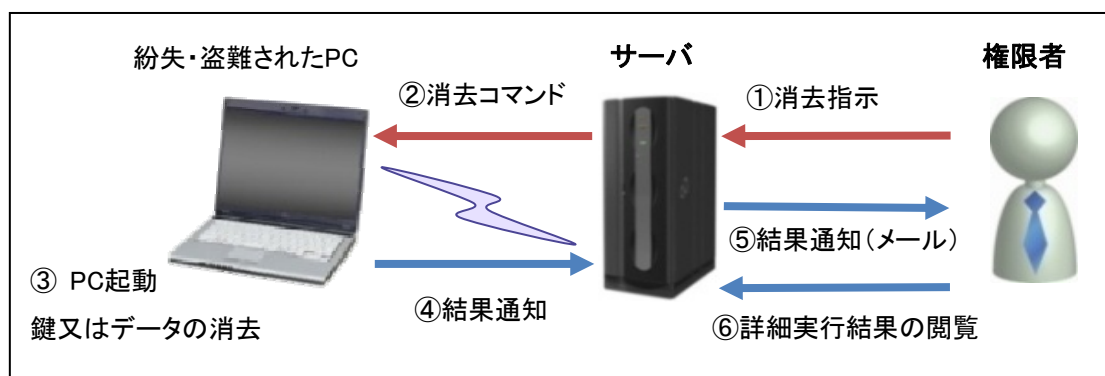 紛失・盗難されたPC
サーバ
権限者
②消去コマンド
①消去指示
⑤結果通知(メール)
③ PC起動
鍵又はデータの消去
④結果通知
⑥詳細実行結果の閲覧